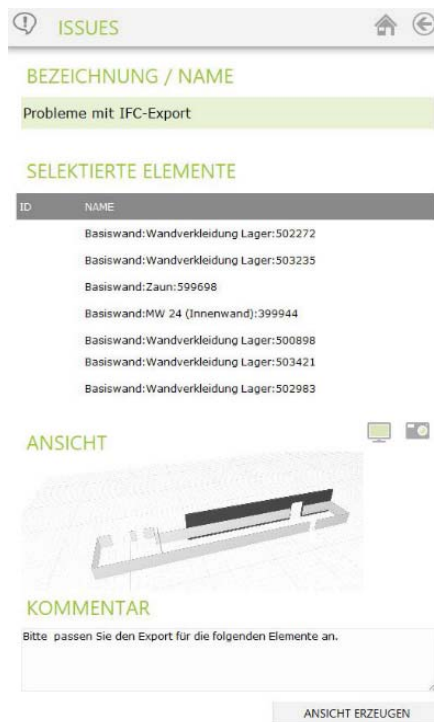 ISSUES
BEZEICHNUNG / NAME
Probleme mit IFC-Export
SELEKTIERTE ELEMENTE
ID NAME
Basiswand:Wandverkleidung Lager:502272
Basiswand:Wandverkleidung Lager:503235
Basiswand:Zaun:599698
Basiswand:MW 24 (Innenwand):399944
Basiswand:Wandverkleidung Lager:500898
Basiswand:Wandverkleidung Lager:503421
Basiswand:Wandverkleidung Lager:502983
ANSICHT
KOMMENTAR
Bitte passen Sie den Export für die folgenden Elemente an.
ANSICHT ERZEUGEN